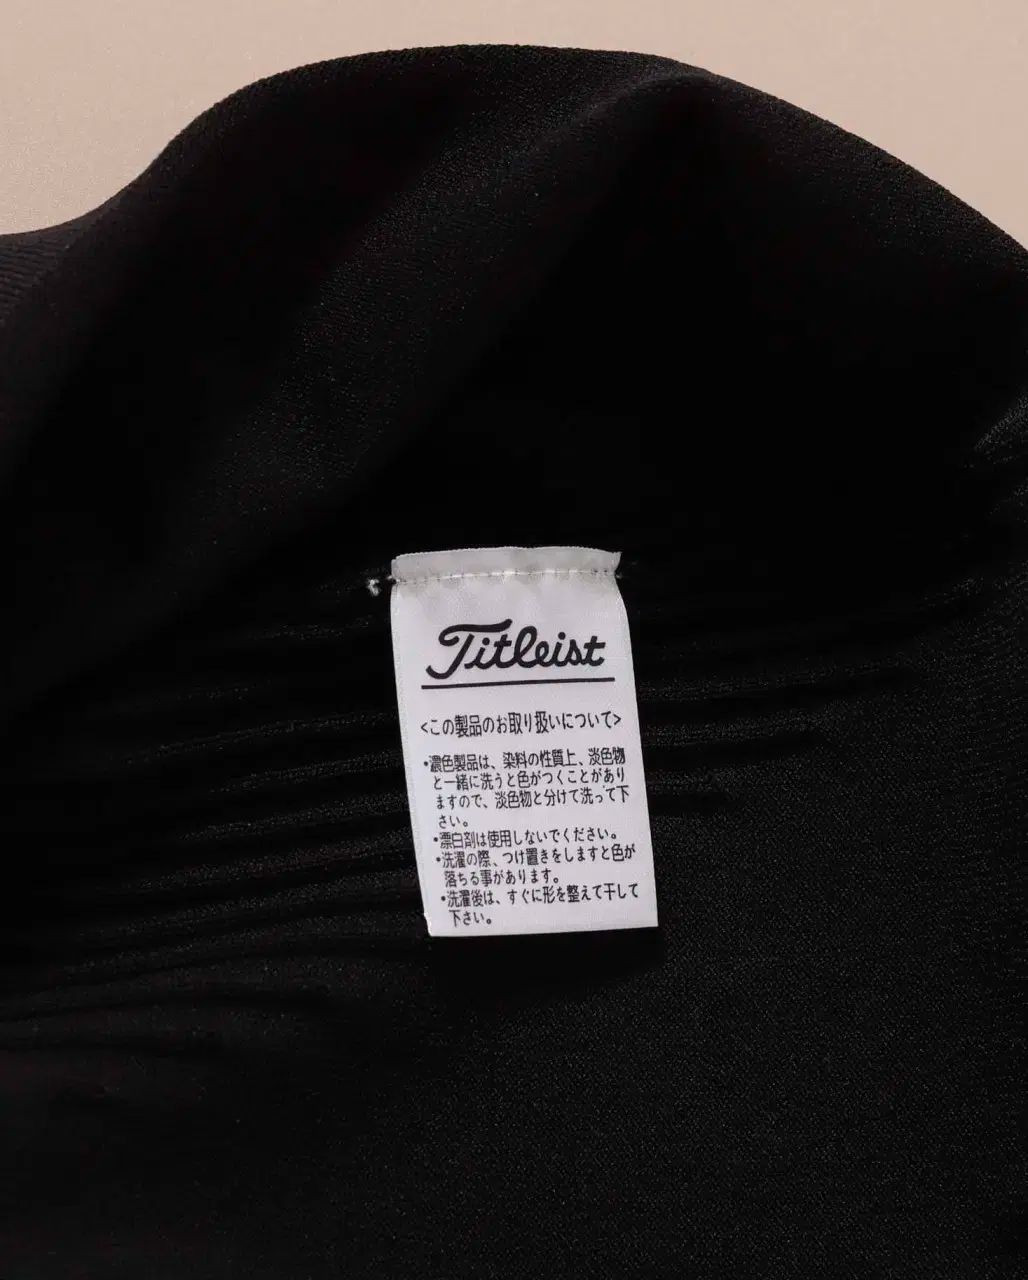 Titleist
<この製品のお取り扱いについて>
・濃色製品は、染料の性質上、淡色物
と一緒に洗うと色がつくことがあり
ますので、淡色物と分けて洗って下
さい。
・漂白剤は使用しないでください。
・洗濯の際、つけ置きをしますと色が
落ちる事があります。
・洗濯後は、すぐに形を整えて干して
下さい。